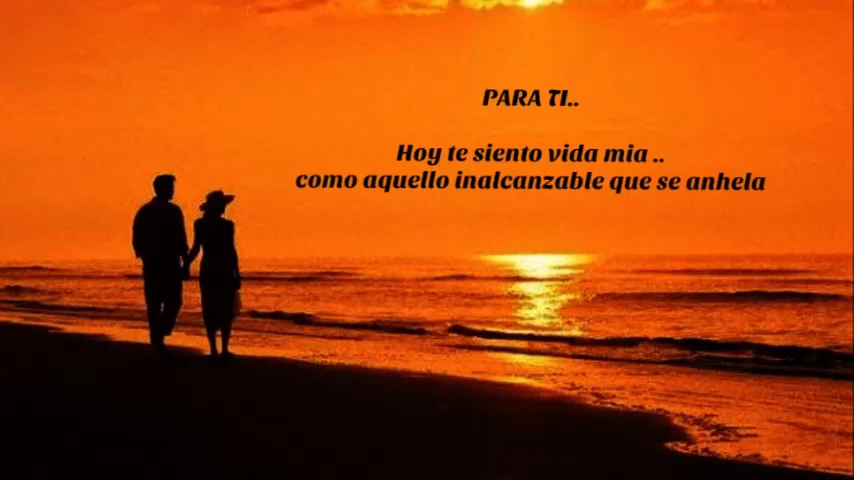 PARA TI..
Hoy te siento vida mia ..
como aquello inalcanzable que se anhela